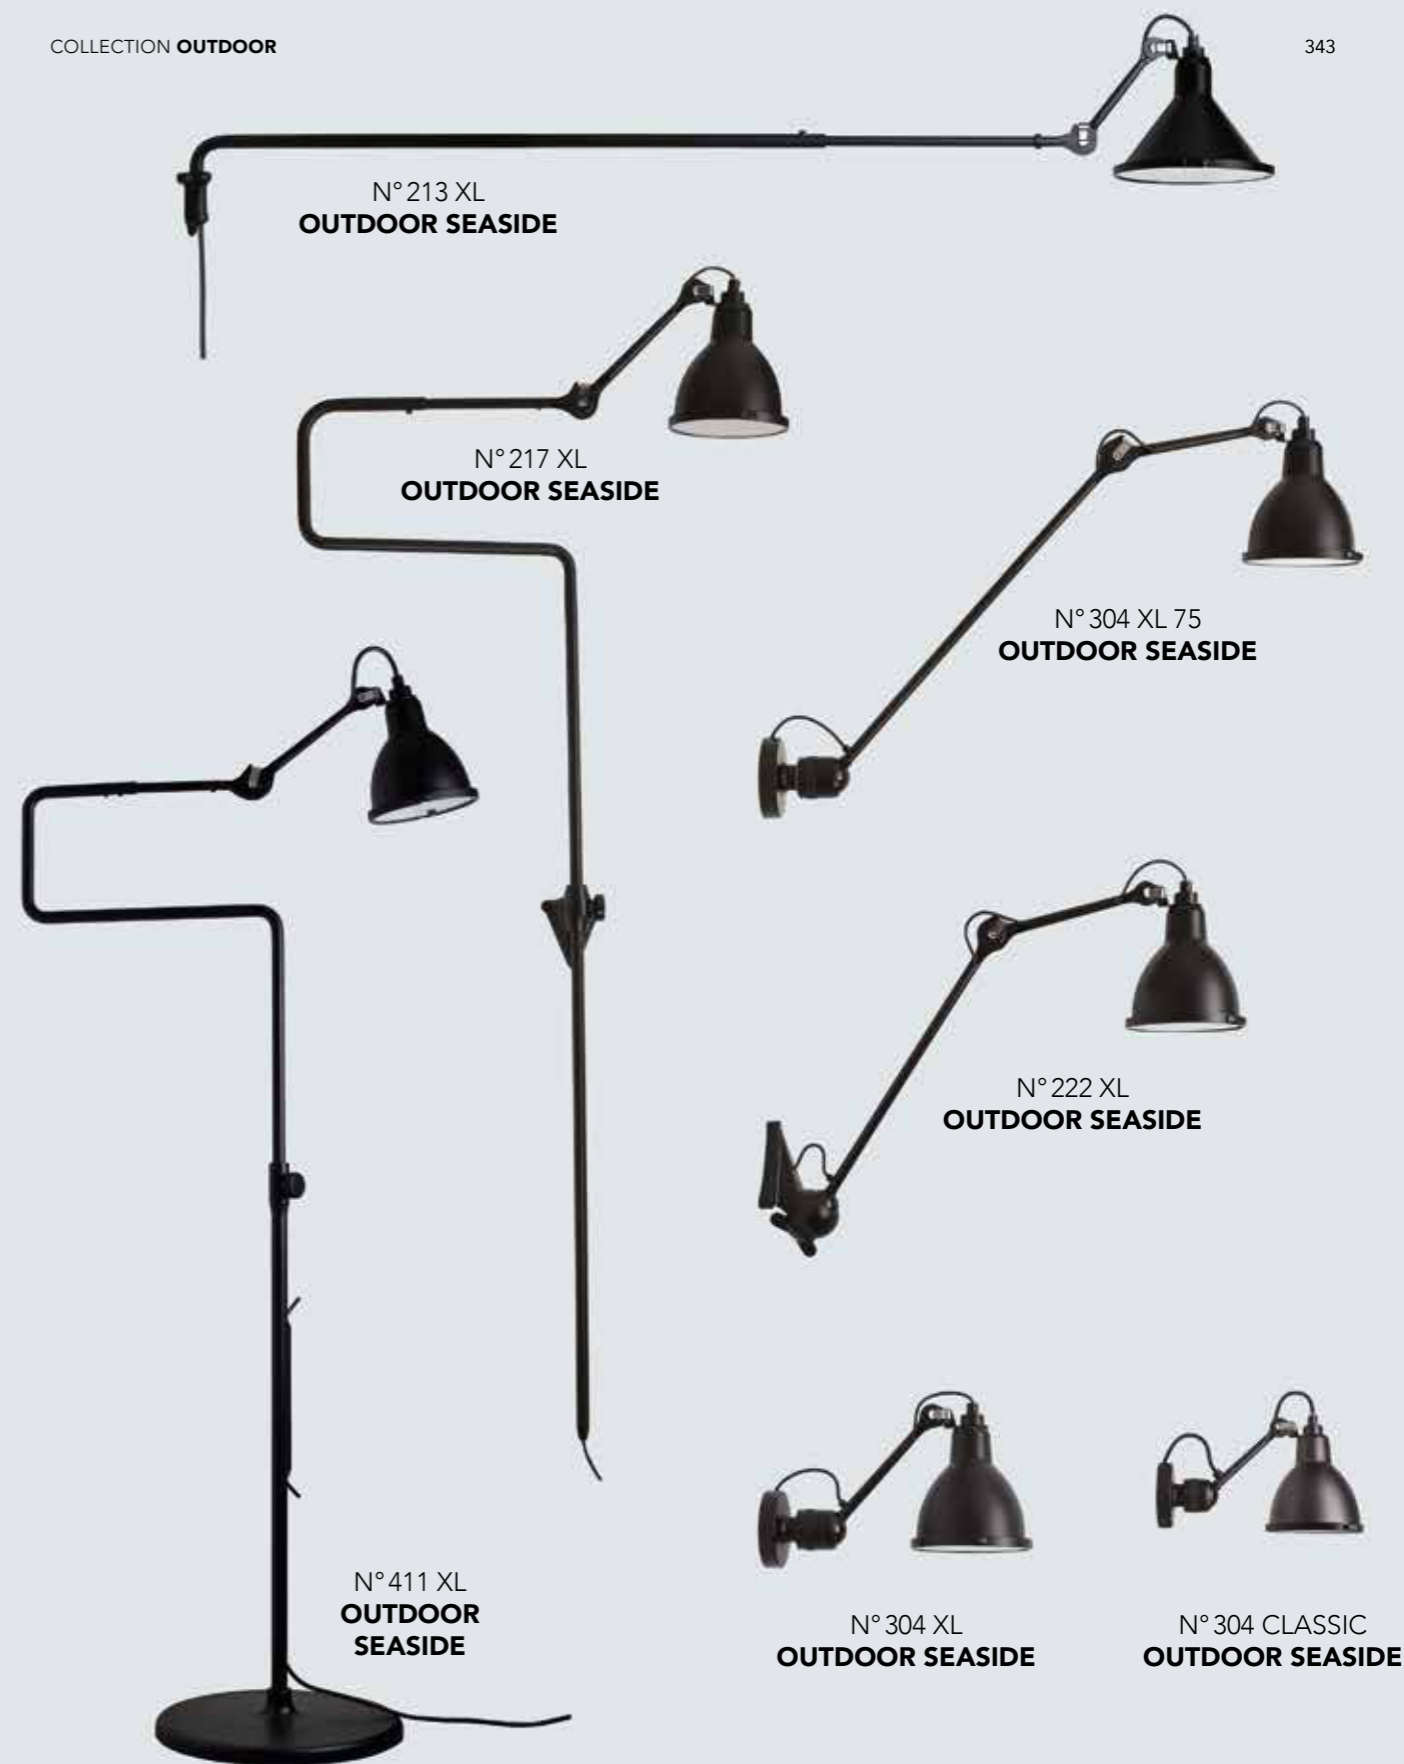 COLLECTION OUTDOOR
343
N° 213 XL
OUTDOOR SEASIDE
N° 217 XL
OUTDOOR SEASIDE
N° 304 XL 75
OUTDOOR SEASIDE
N° 222 XL
OUTDOOR SEASIDE
N° 411 XL
OUTDOOR
SEASIDE
N° 304 XL
OUTDOOR SEASIDE
N° 304 CLASSIC
OUTDOOR SEASIDE